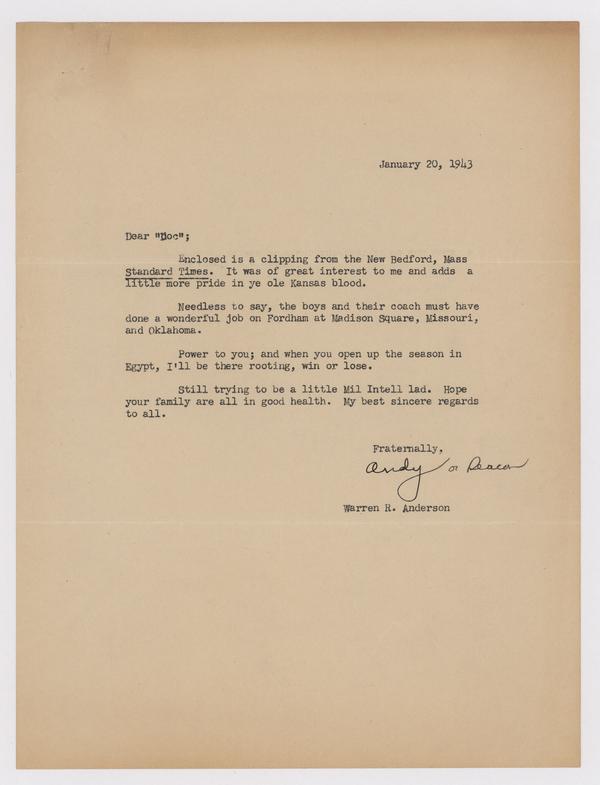 January 20, 1943
Dear "Doc";
Enclosed is a clipping from the New Bedford, Mass
Standard Times. It was of great interest to me and adds a
little more pride in ye ole Kansas blood.
Needless to say, the boys and their coach must have
done a wonderful job on Fordham at Madison Square, Missouri,
and Oklahoma.
Power to you; and when you open up the season in
Egypt, I'll be there rooting, win or lose.
Still trying to be a little Mil Intell lad. Hope
your family are all in good health. My best sincere regards
to all.
Fraternally,
Andy or Deacon
Warren R. Anderson